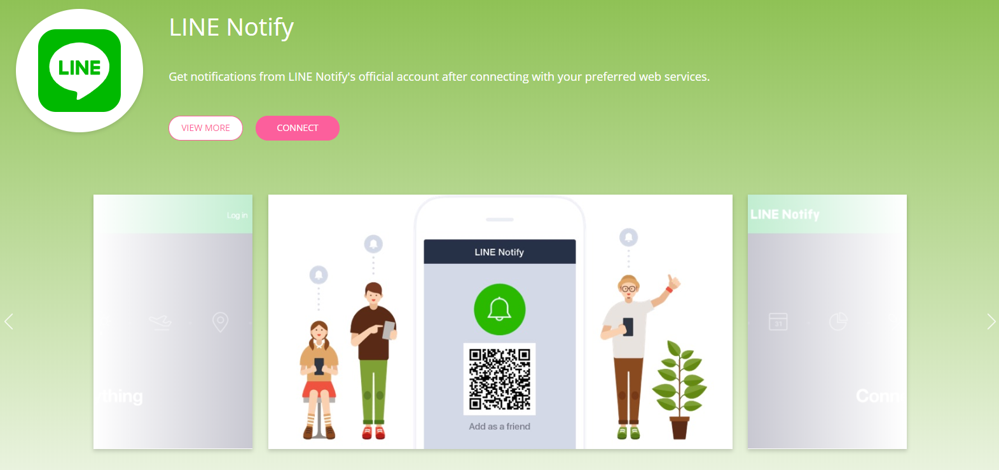 LINE
LINE Notify
Get notifications from LINE Notify's official account after connecting with your preferred web services.
VIEW MORE
CONNECT
Log in
thing
LINE Notify
Add as a friend
LINE Notify
31
Conn